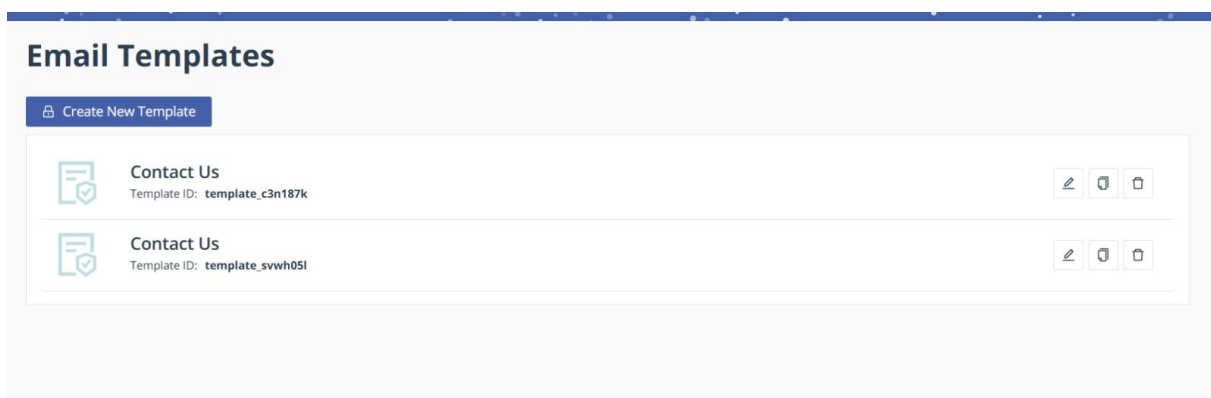 Email Templates
Create New Template
Contact Us
Template ID: template_c3n187k
Contact Us
Template ID: template_svwh05l